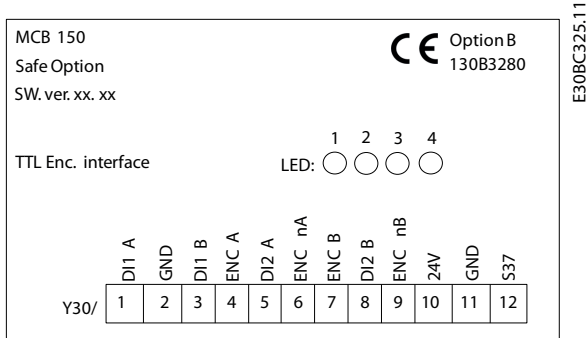 MCB 150
Safe Option
SW. ver. xx. xx
CE Option B
130B3280
E30BC325.11
TTL Enc. interface
LED: 1 2 3 4
DI1 A GND DI1 B ENC A DI2 A ENC nA ENC B DI2 B ENC nB 24V GND S37
Y30/ 1 2 3 4 5 6 7 8 9 10 11 12